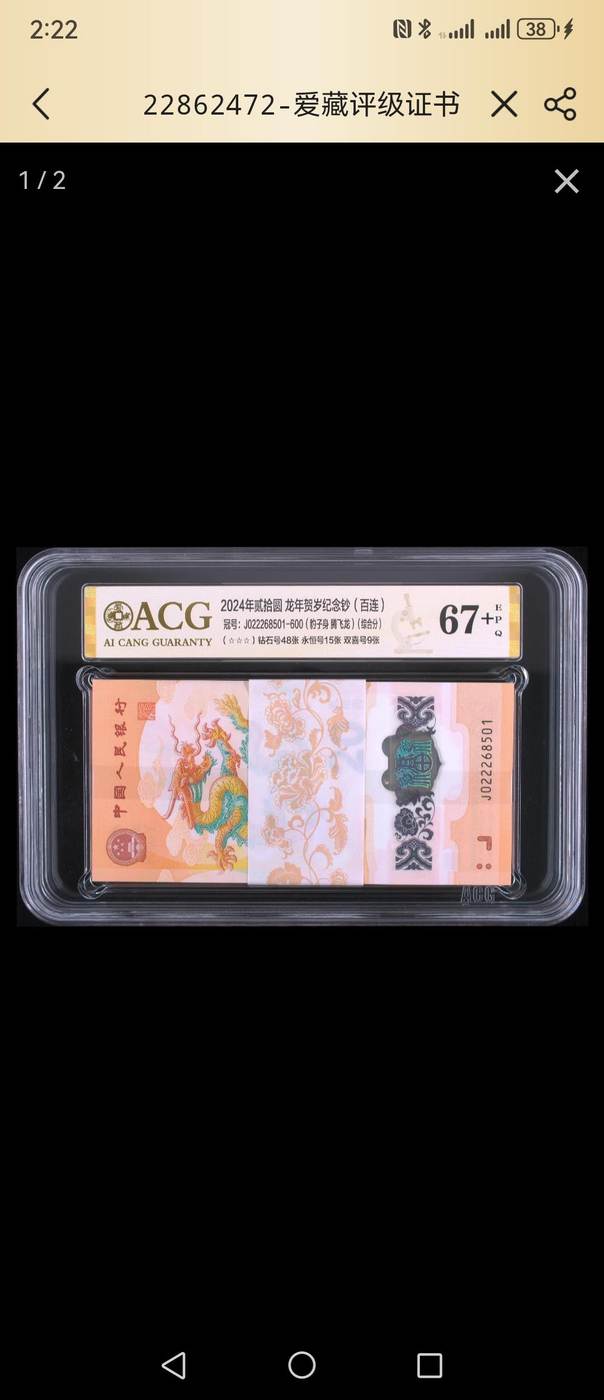 2:22
38
22862472-爱藏评级证书
1 / 2
ACG
AI CANG GUARANTY
2024年贰拾圆 龙年贺岁纪念钞（百连）
冠号：J022268501-600（豹子身 腾飞龙）（综合分）
（☆☆☆）钻石号48张 永恒号15张 双喜号9张
67+
EPQ
中国人民银行
J022268501
ACG